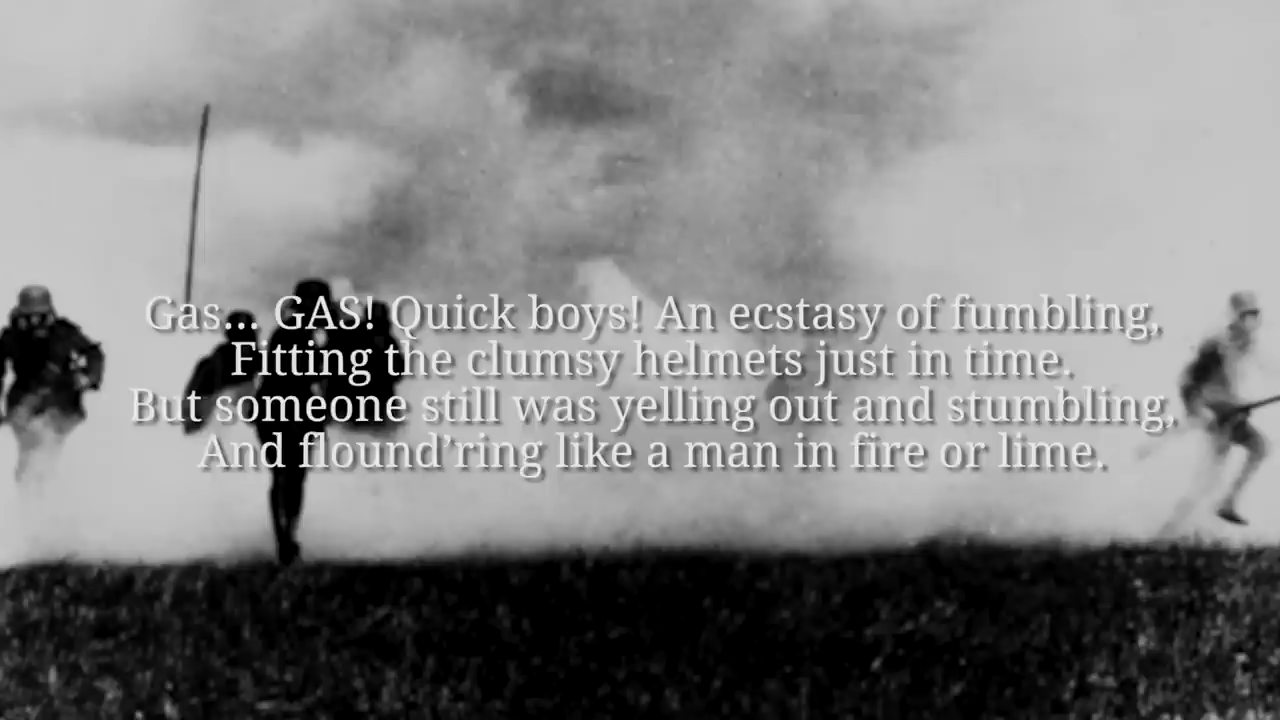 Gas... GAS! Quick boys! An ecstasy of fumbling,
Fitting the clumsy helmets just in time.
But someone still was yelling out and stumbling,
And flound’ring like a man in fire or lime.